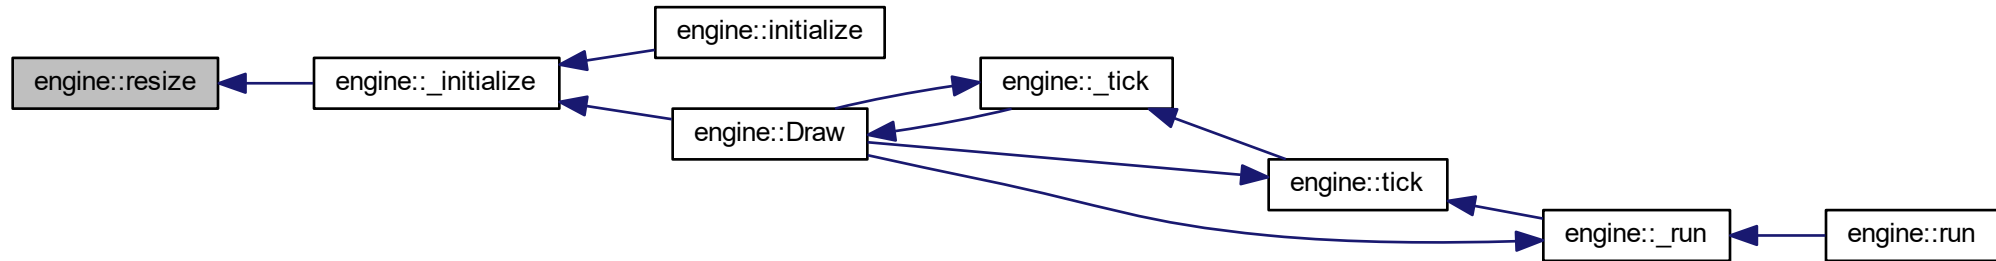 engine::initialize
engine::resize
engine::_initialize
engine::_tick
engine::Draw
engine::tick
engine::_run
engine::run